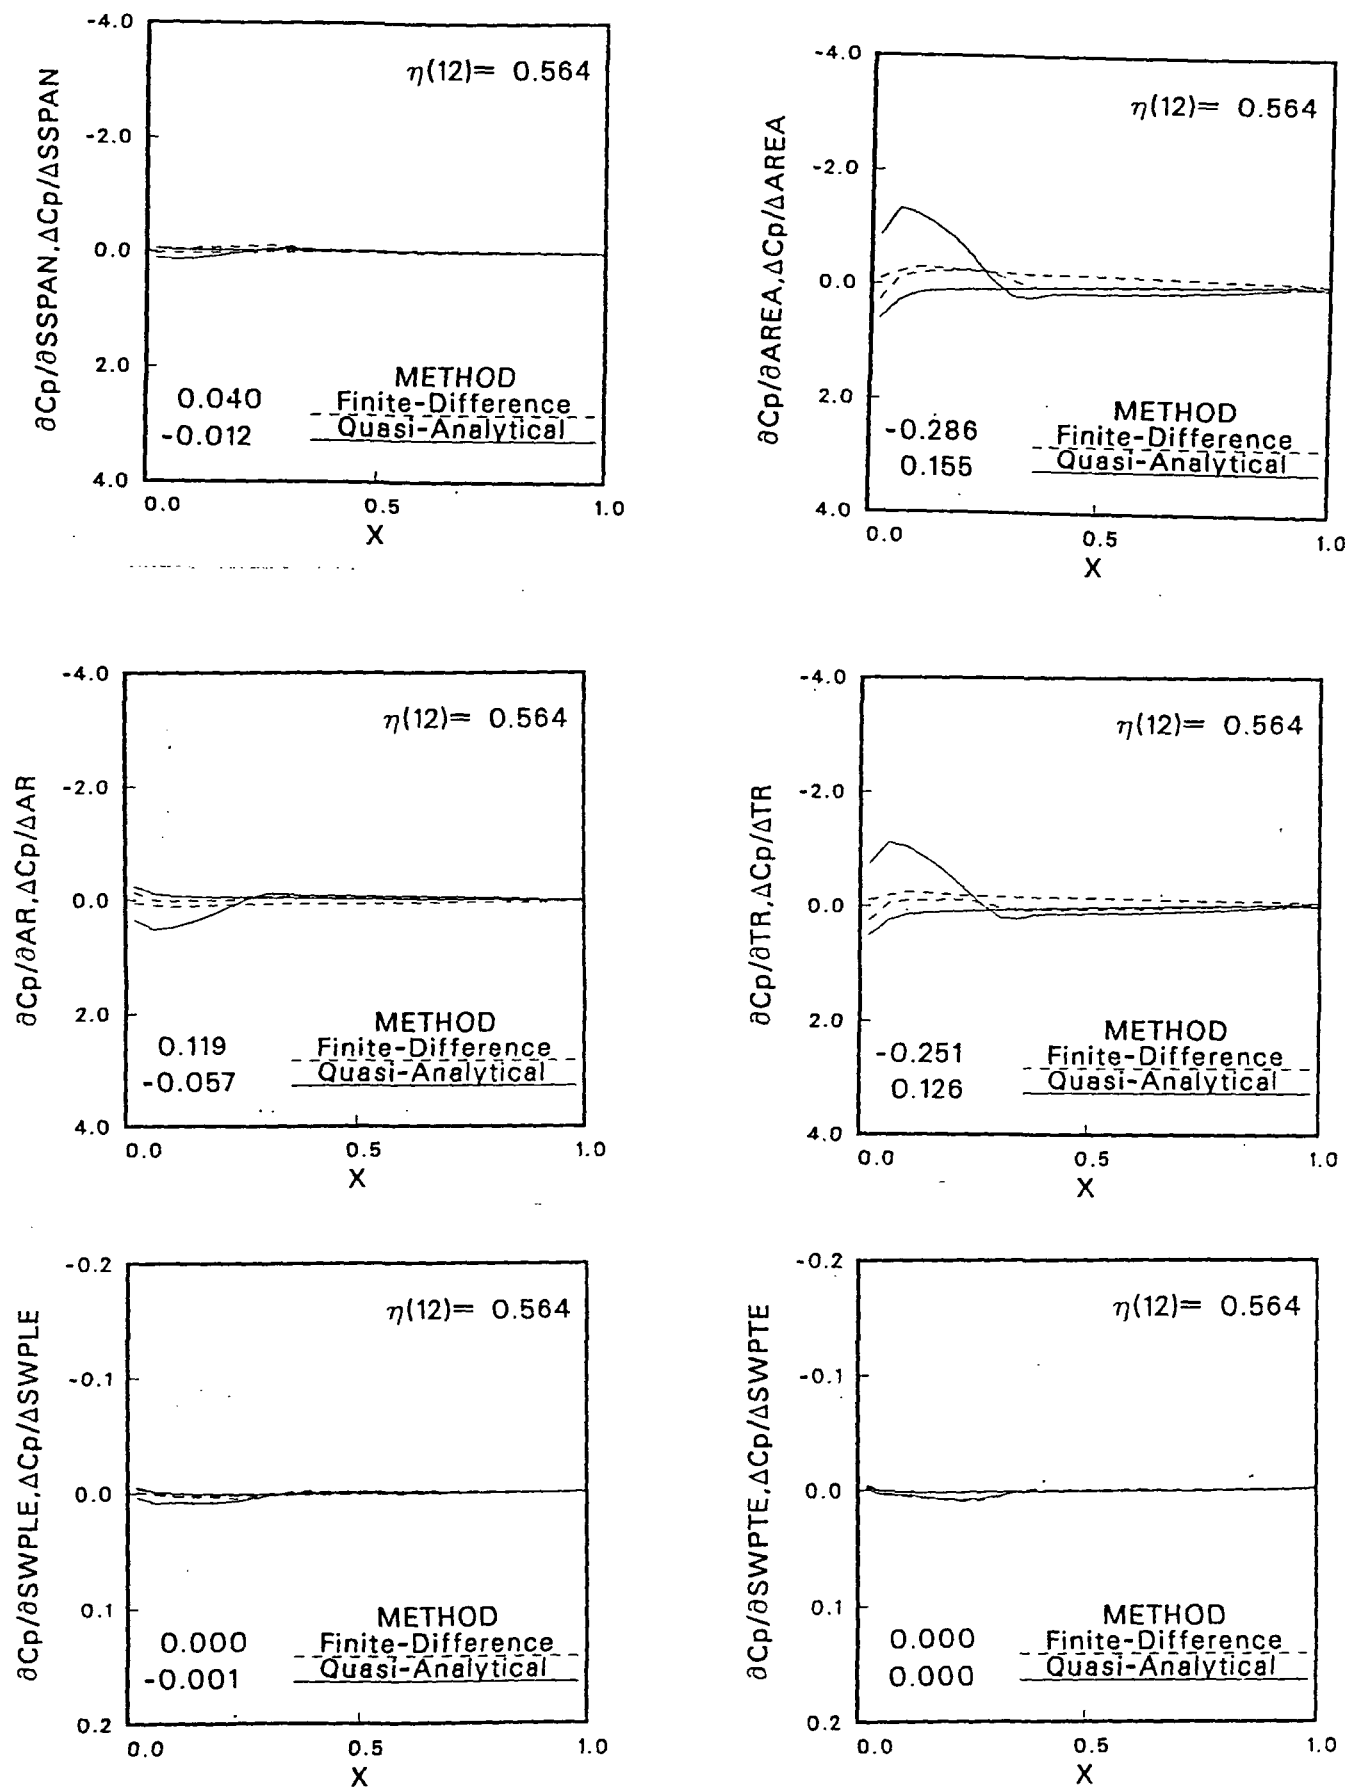 ∂Cp/∂SSPAN,ΔCp/ΔSSPAN
-4.0
-2.0
0.0
2.0
4.0
η(12)= 0.564
METHOD
0.040 Finite-Difference
-0.012 Quasi-Analytical
0.0 0.5 1.0
X
∂Cp/∂AREA,ΔCp/ΔAREA
-4.0
-2.0
0.0
2.0
4.0
η(12)= 0.564
METHOD
-0.286 Finite-Difference
0.155 Quasi-Analytical
0.0 0.5 1.0
X
∂Cp/∂AR,ΔCp/ΔAR
-4.0
-2.0
0.0
2.0
4.0
η(12)= 0.564
METHOD
0.119 Finite-Difference
-0.057 Quasi-Analytical
0.0 0.5 1.0
X
∂Cp/∂TR,ΔCp/ΔTR
-4.0
-2.0
0.0
2.0
4.0
η(12)= 0.564
METHOD
-0.251 Finite-Difference
0.126 Quasi-Analytical
0.0 0.5 1.0
X
∂Cp/∂SWPLE,ΔCp/ΔSWPLE
-0.2
-0.1
0.0
0.1
0.2
η(12)= 0.564
METHOD
0.000 Finite-Difference
-0.001 Quasi-Analytical
0.0 0.5 1.0
X
∂Cp/∂SWPTE,ΔCp/ΔSWPTE
-0.2
-0.1
0.0
0.1
0.2
η(12)= 0.564
METHOD
0.000 Finite-Difference
0.000 Quasi-Analytical
0.0 0.5 1.0
X